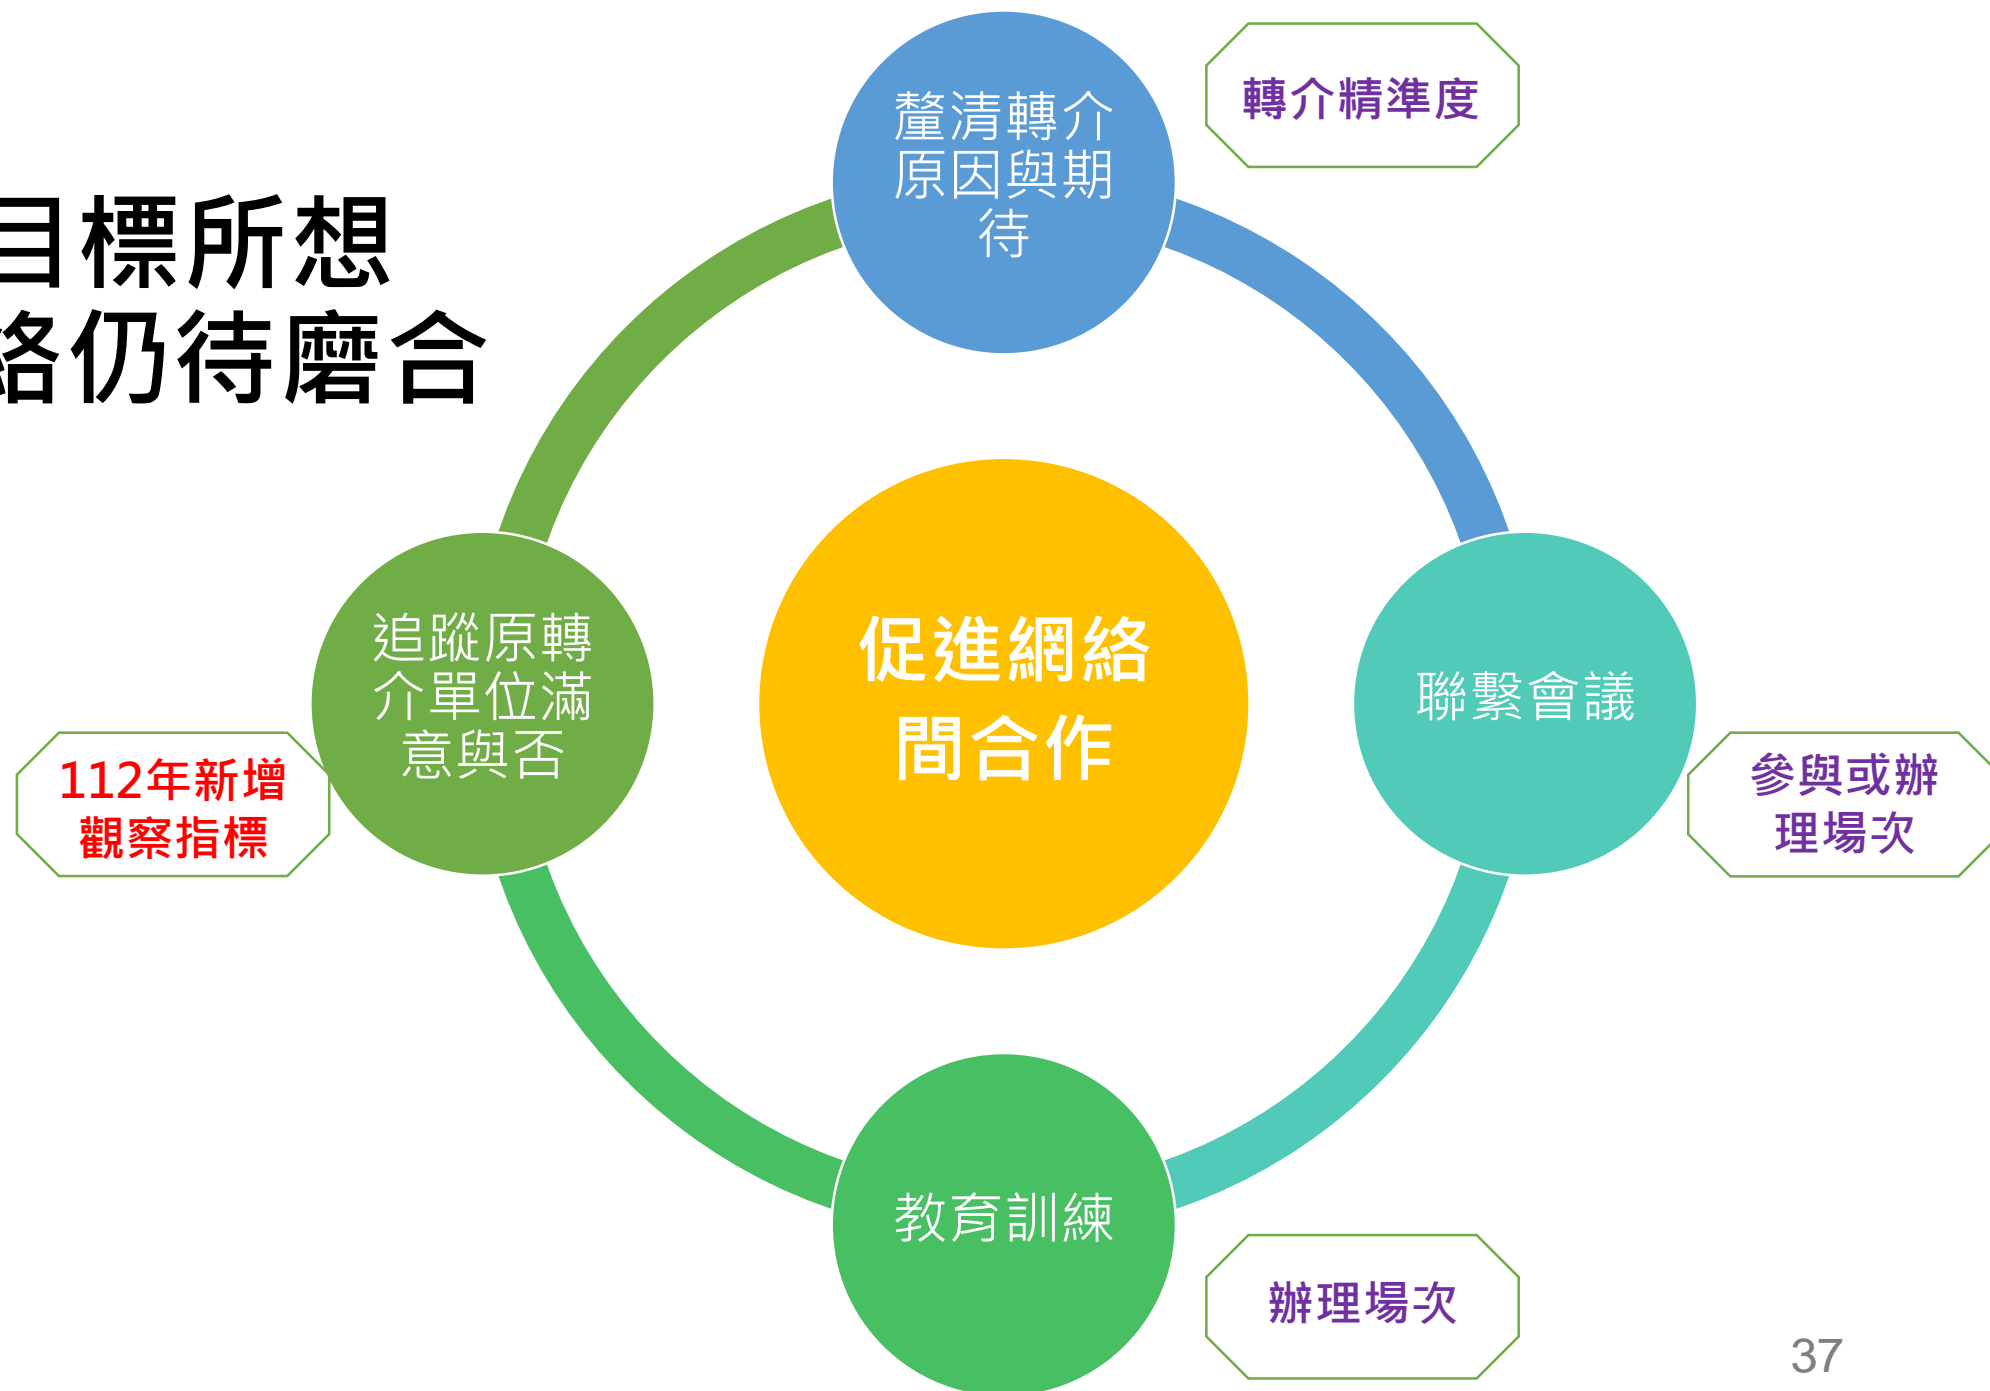 目標所想
絡仍待磨合
釐清轉介
原因與期
待
轉介精準度
促進網絡
間合作
追蹤原轉
介單位滿
意與否
112年新增
觀察指標
聯繫會議
參與或辦
理場次
教育訓練
辦理場次
37